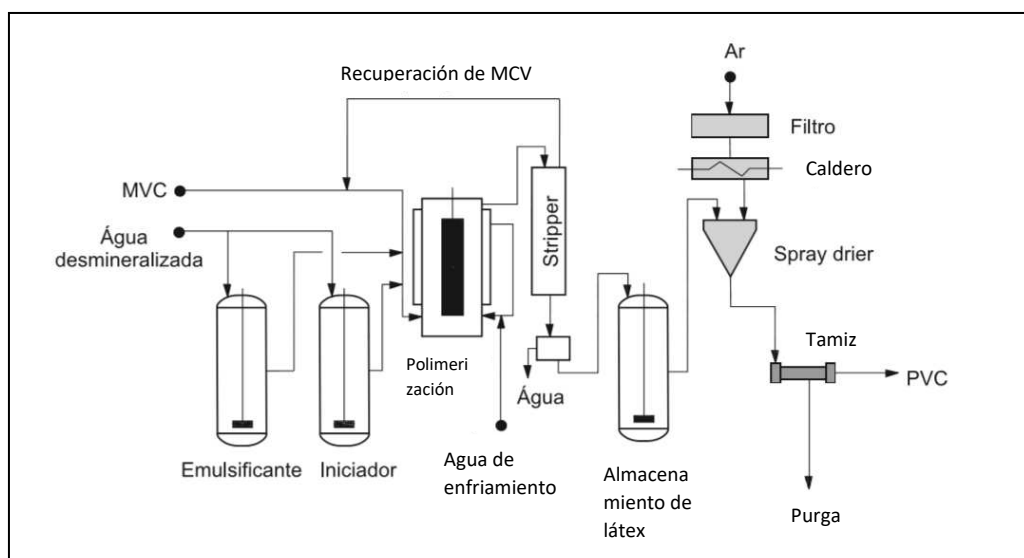 Recuperación de MCV
Ar
Filtro
Caldero
MVC
Água
desmineralizada
Stripper
Spray drier
Tamiz
Polimeri
zación
Água
PVC
Emulsificante
Iniciador
Agua de
enfriamiento
Almacena
miento de
látex
Purga